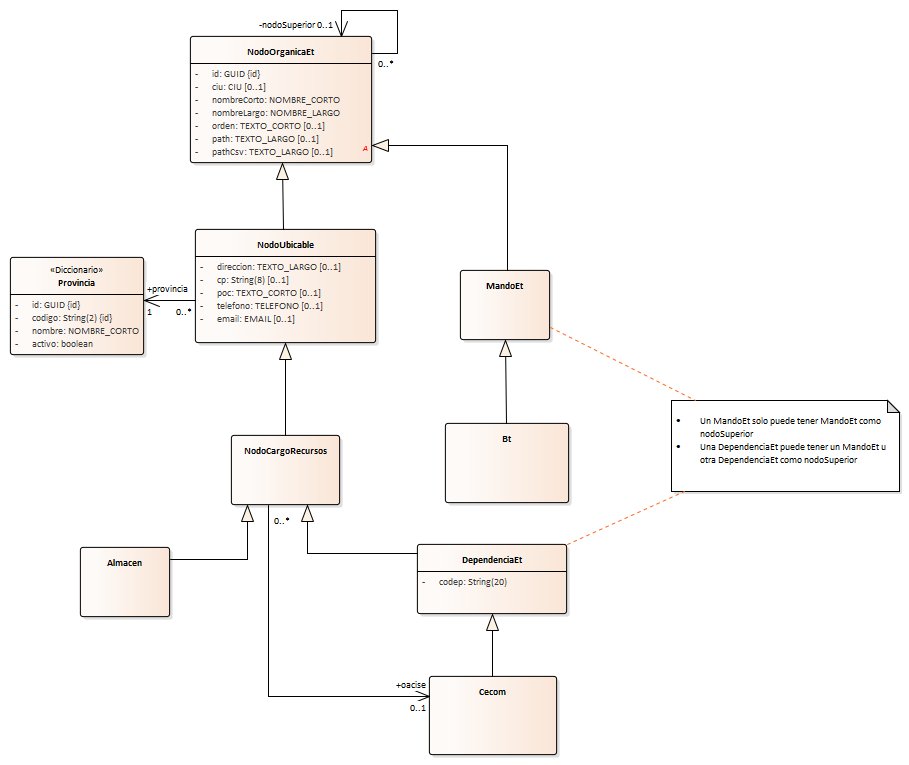 -nodoSuperior 0..1
0..*
NodoOrganicaEt
- id: GUID {id}
- ciu: CIU [0..1]
- nombreCorto: NOMBRE_CORTO
- nombreLargo: NOMBRE_LARGO
- orden: TEXTO_CORTO [0..1]
- path: TEXTO_LARGO [0..1]
- pathCsv: TEXTO_LARGO [0..1]
A
NodoUbicable
- direccion: TEXTO_LARGO [0..1]
- cp: String(8) [0..1]
- poc: TEXTO_CORTO [0..1]
- telefono: TELEFONO [0..1]
- email: EMAIL [0..1]
«Diccionario»
Provincia
- id: GUID {id}
- codigo: String(2) {id}
- nombre: NOMBRE_CORTO
- activo: boolean
+provincia
1
0..*
MandoEt
Bt
• Un MandoEt solo puede tener MandoEt como
nodoSuperior
• Una DependenciaEt puede tener un MandoEt u
otra DependenciaEt como nodoSuperior
NodoCargoRecursos
0..*
Almacen
DependenciaEt
- codep: String(20)
+oacise
0..1
Cecom